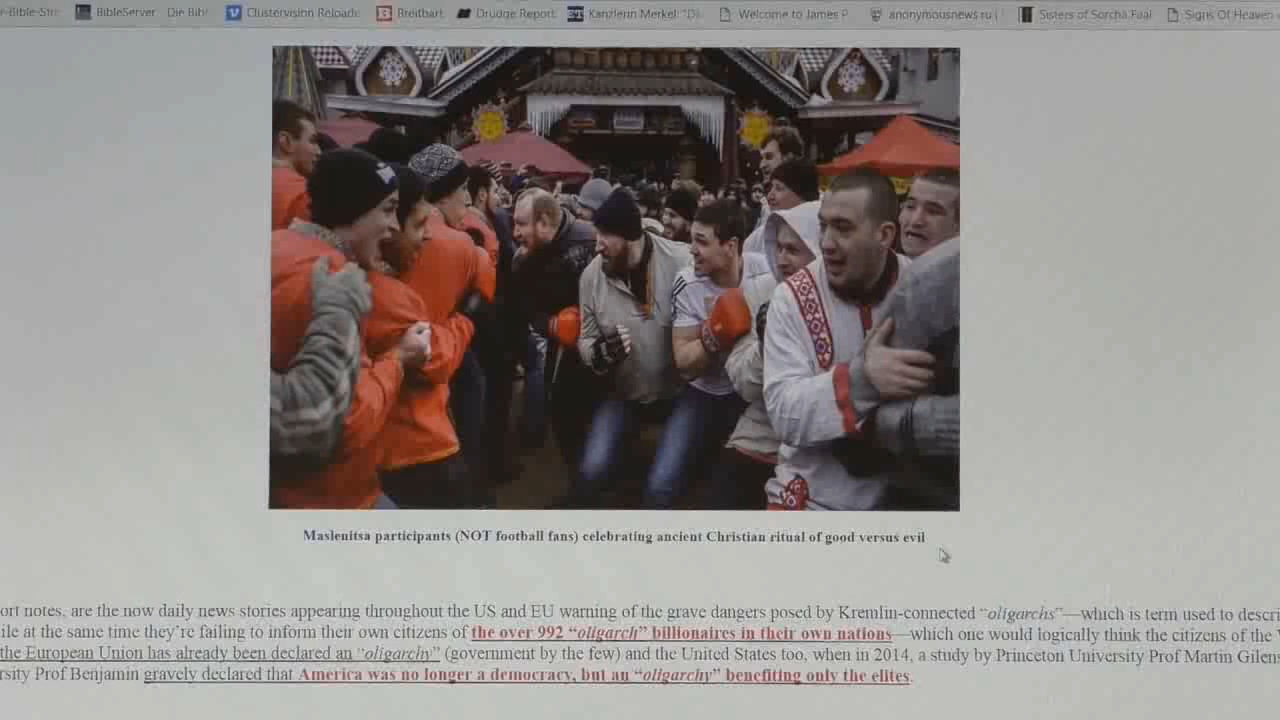 -Bible-Stre
BibleServer
Die Bibl
Clustervision Reloade
Breitbart
Drudge Report
Kanzlerin Merkel: "Di
Welcome to James P
anonymousnews.ru |
Sisters of Sorcha Faal
Signs Of Heaven
Maslenitsa participants (NOT football fans) celebrating ancient Christian ritual of good versus evil
ort notes, are the now daily news stories appearing throughout the US and EU warning of the grave dangers posed by Kremlin-connected “oligarchs”—which is term used to descri
ile at the same time they’re failing to inform their own citizens of the over 992 “oligarch” billionaires in their own nations—which one would logically think the citizens of the
the European Union has already been declared an “oligarchy” (government by the few) and the United States too, when in 2014, a study by Princeton University Prof Martin Gilens
rsity Prof Benjamin gravely declared that America was no longer a democracy, but an “oligarchy” benefiting only the elites.